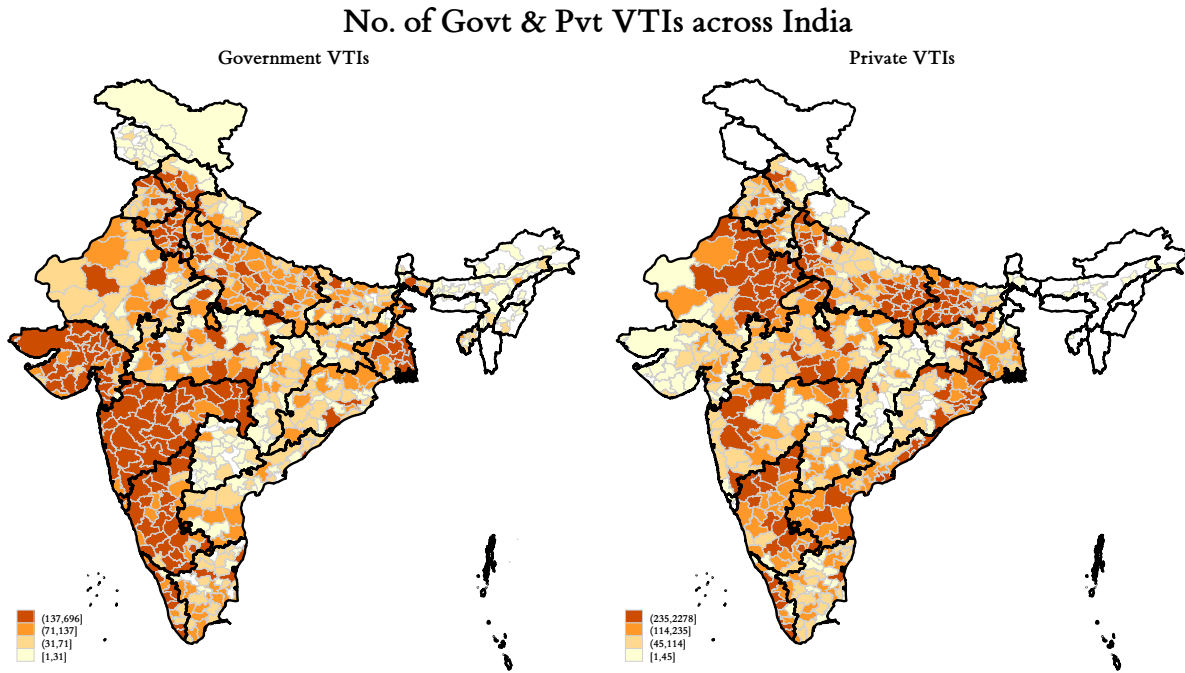 No. of Govt & Pvt VTIs across India
Government VTIs
Private VTIs
(137,696]
(71,137]
(31,71]
[1,31]
(235,2278]
(114,235]
(45,114]
[1,45]